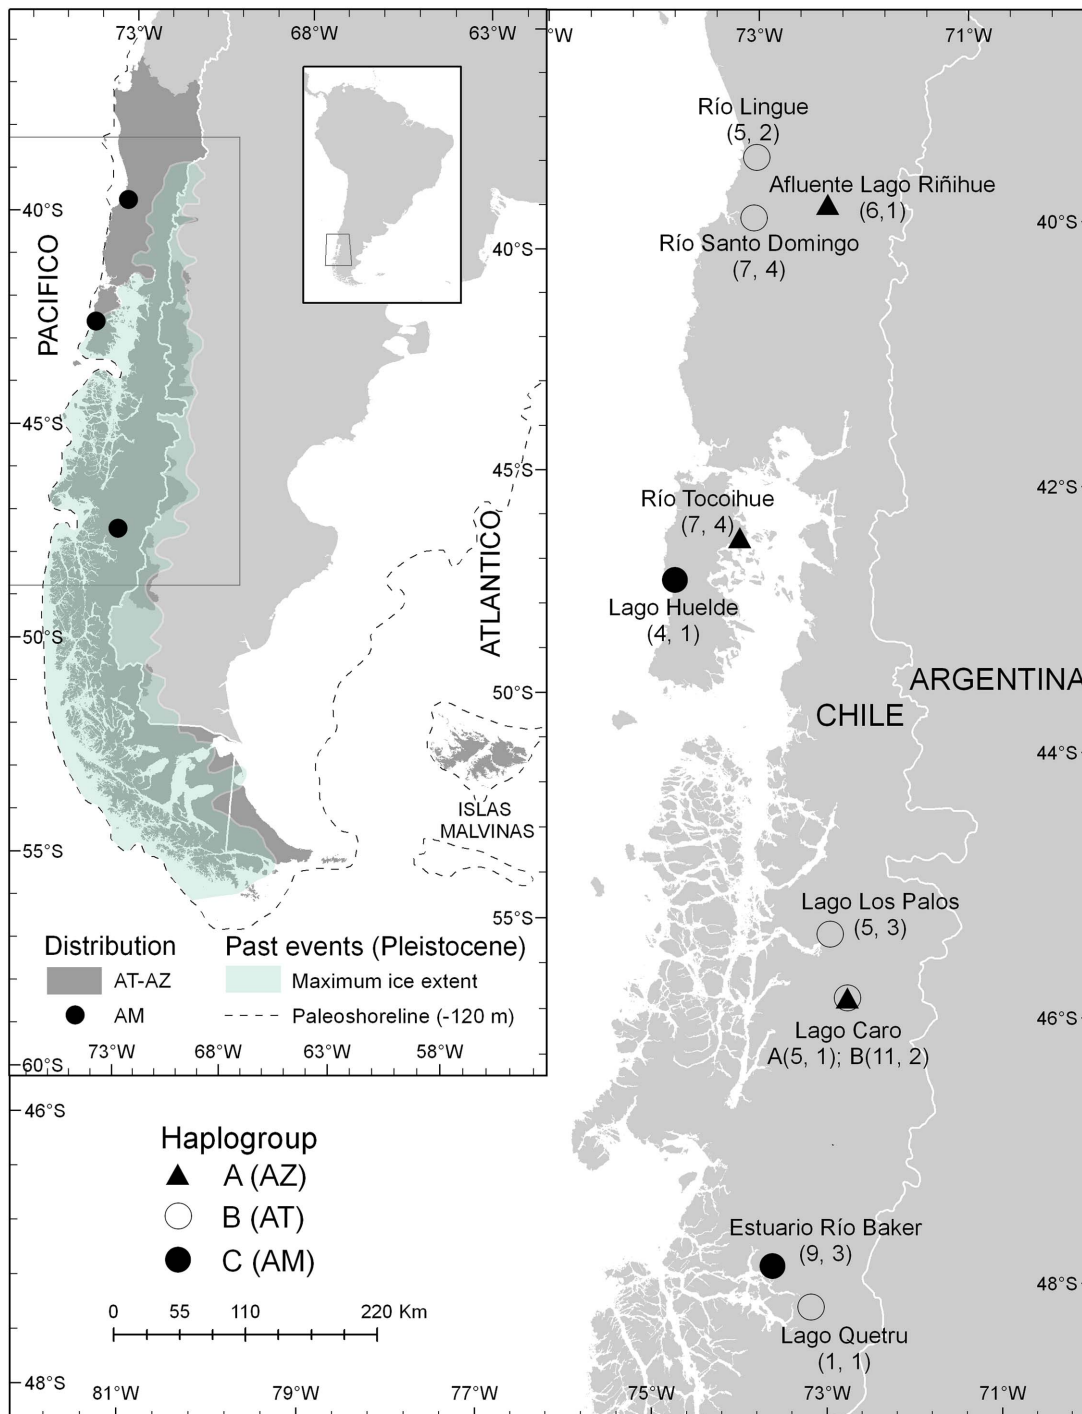 73°W
68°W
63°W
40°S
45°S
50°S
55°S
60°S
PACIFICO
ATLANTICO
40°S
45°S
50°S
55°S
ISLAS
MALVINAS
Distribution
AT-AZ
AM
Past events (Pleistocene)
Maximum ice extent
Paleoshoreline (-120 m)
73°W
68°W
63°W
58°W
46°S
48°S
Haplogroup
A (AZ)
B (AT)
C (AM)
0
55
110
220 Km
81°W
79°W
77°W
°W
73°W
71°W
Río Lingue
(5, 2)
Afluente Lago Riñihue
(6,1)
Río Santo Domingo
(7, 4)
40°S
42°S
Río Tocoihue
(7, 4)
Lago Huelde
(4, 1)
ARGENTINA
CHILE
44°S
Lago Los Palos
(5, 3)
46°S
Lago Caro
A(5, 1); B(11, 2)
Estuario Río Baker
(9, 3)
48°S
Lago Quetru
(1, 1)
75°W
73°W
71°W